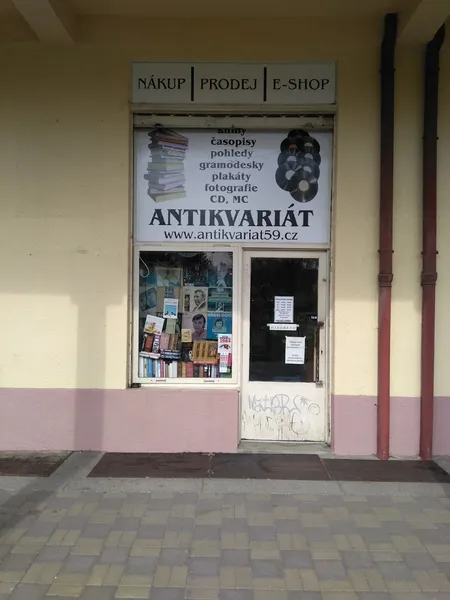 NÁKUP PRODEJ E-SHOP
knihy
časopisy
pohledy
gramodesky
plakáty
fotografie
CD, MC
ANTIKVARIÁT
www.antikvariat59.cz